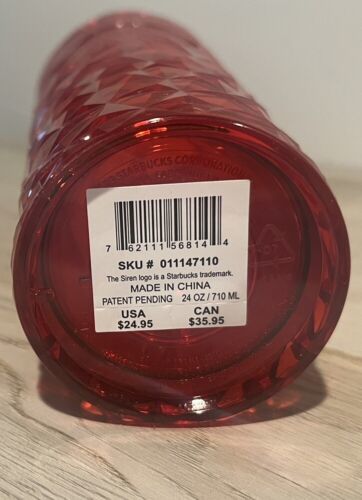 STARBUCKS CORPORATION
7 62111 56814 4
SKU # 011147110
The Siren logo is a Starbucks trademark.
MADE IN CHINA
PATENT PENDING 24 OZ / 710 ML
USA CAN
$24.95 $35.95